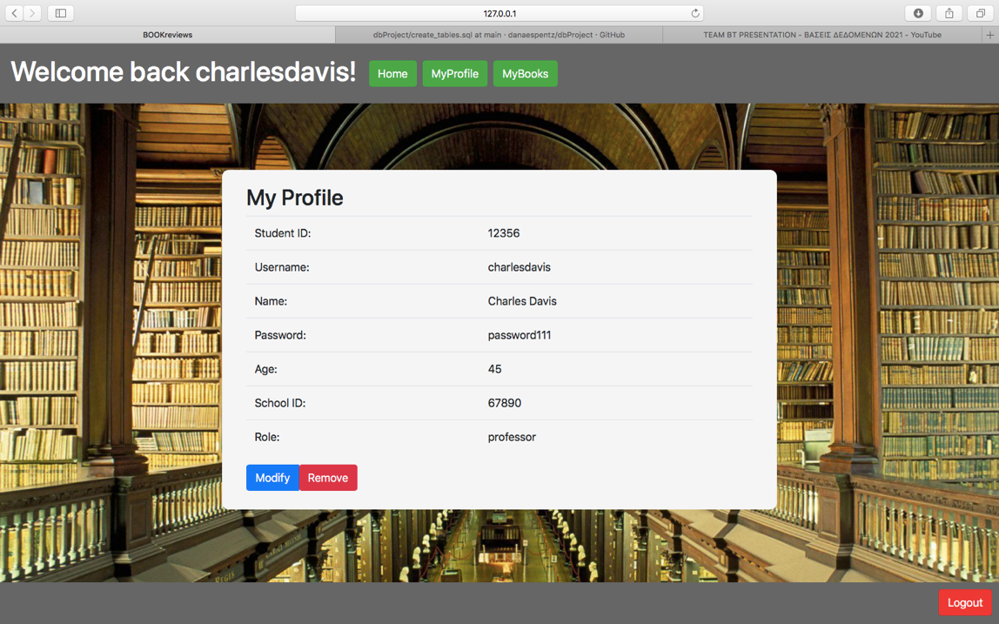 127.0.0.1
BOOKreviews
dbProject/create_tables.sql at main · danaespentz/dbProject · GitHub
TEAM BT PRESENTATION - ΒΑΣΕΙΣ ΔΕΔΟΜΕΝΩΝ 2021 - YouTube
Welcome back charlesdavis!
Home
MyProfile
MyBooks
My Profile
Student ID: 12356
Username: charlesdavis
Name: Charles Davis
Password: password111
Age: 45
School ID: 67890
Role: professor
Modify
Remove
Logout